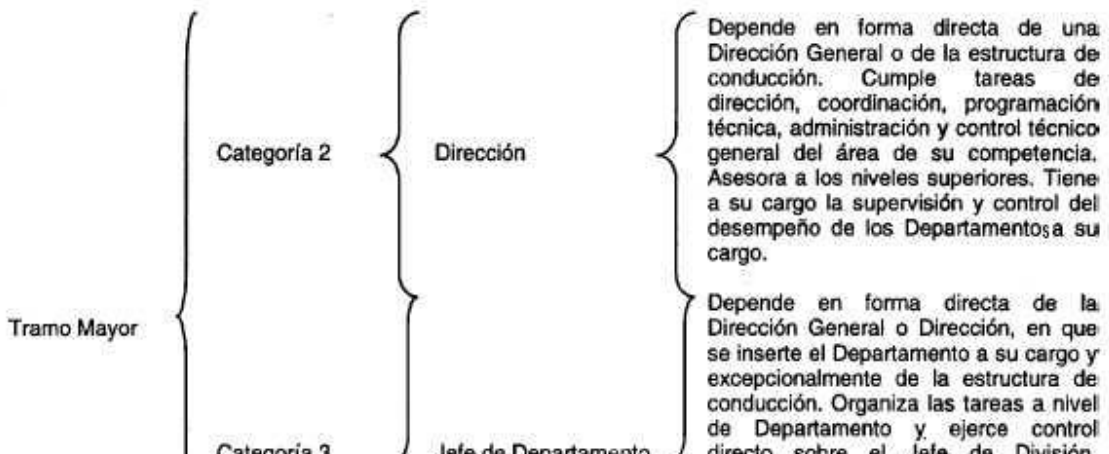 Depende en forma directa de una
Dirección General o de la estructura de
conducción. Cumple tareas de
dirección, coordinación, programación
técnica, administración y control técnico
Categoría 2 Dirección general del área de su competencia.
Asesora a los niveles superiores. Tiene
a su cargo la supervisión y control del
desempeño de los Departamentos a su
cargo.
Depende en forma directa de la
Tramo Mayor Dirección General o Dirección, en que
se inserte el Departamento a su cargo y
excepcionalmente de la estructura de
conducción. Organiza las tareas a nivel
de Departamento y ejerce control
Categoría 3 Jefe de Departamento directo sobre el Jefe de División,